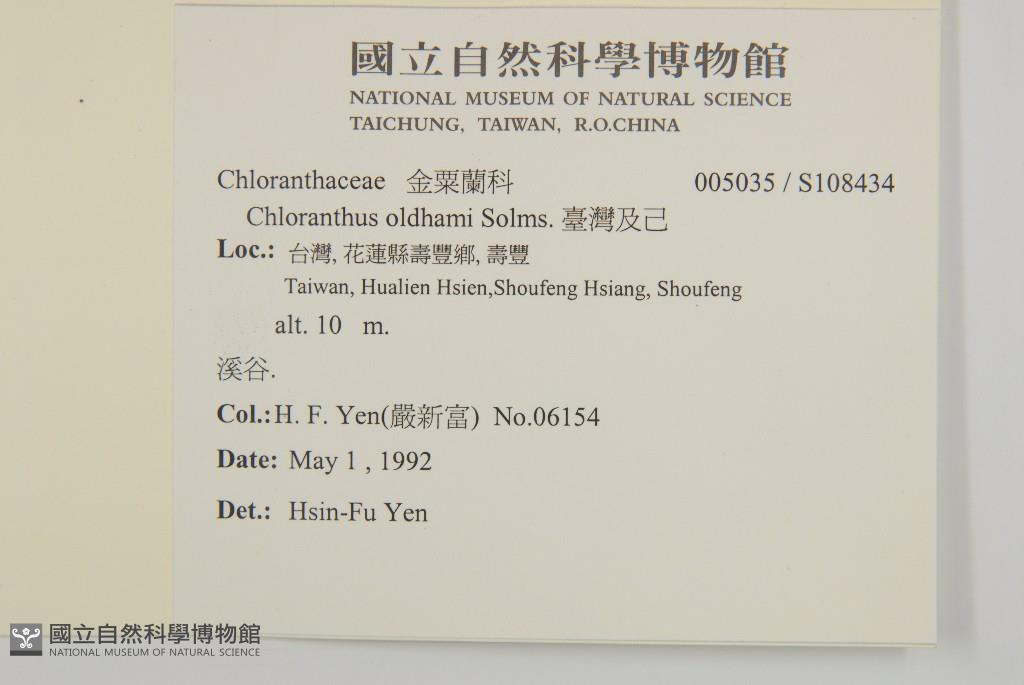 國立自然科學博物館
NATIONAL MUSEUM OF NATURAL SCIENCE
TAICHUNG, TAIWAN, R.O.CHINA
Chloranthaceae 金粟蘭科 005035 / S108434
Chloranthus oldhami Solms. 臺灣及己
Loc.: 台灣, 花蓮縣壽豐鄉, 壽豐
Taiwan, Hualien Hsien,Shoufeng Hsiang, Shoufeng
alt. 10 m.
溪谷.
Col.:H. F. Yen(嚴新富) No.06154
Date: May 1 , 1992
Det.: Hsin-Fu Yen
國立自然科學博物館
NATIONAL MUSEUM OF NATURAL SCIENCE